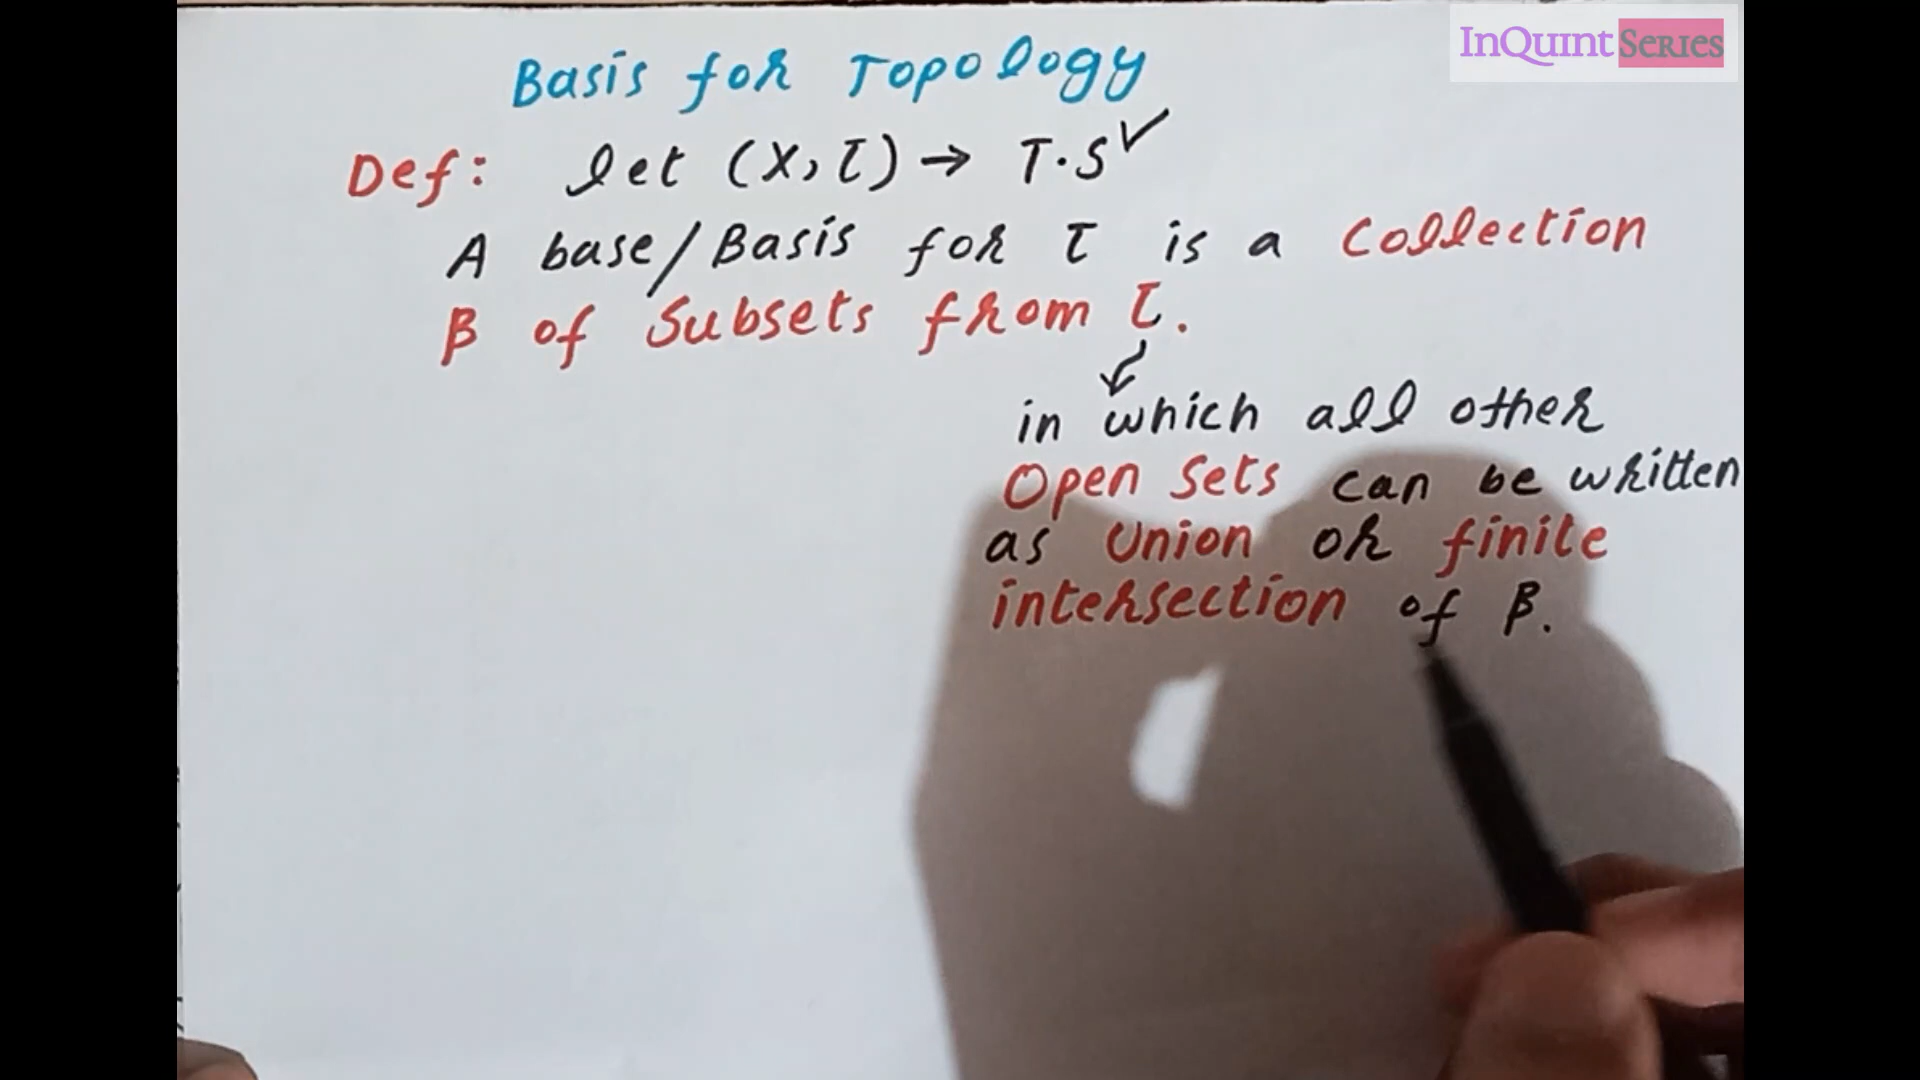 InQuint Series
Basis for Topology
Def: let (X, τ) → T.S ✓
A base/Basis for τ is a Collection
β of Subsets from τ.
in which all other
Open Sets can be written
as Union or finite
intersection of β.